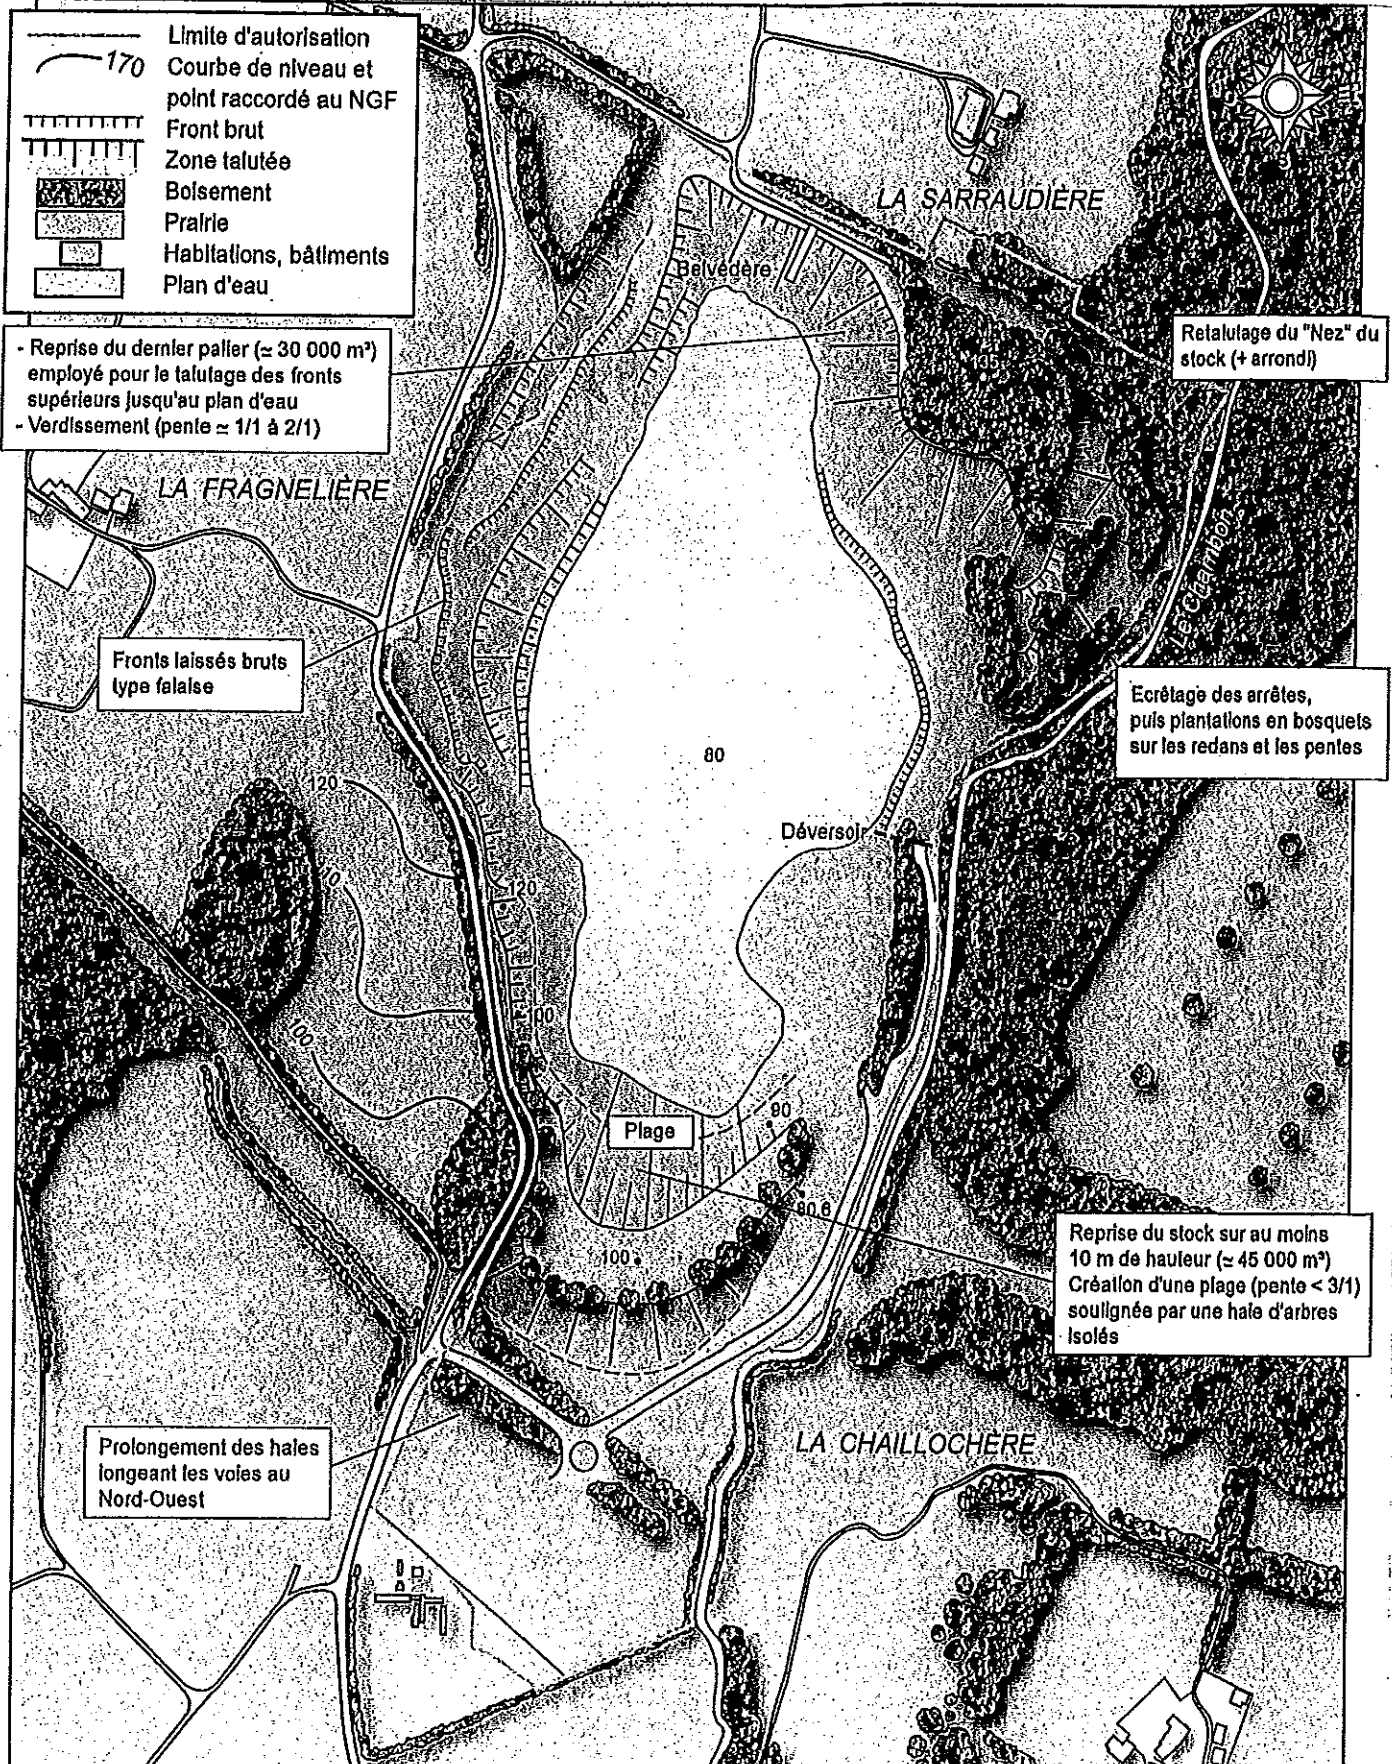 Limite d'autorisation
170
Courbe de niveau et
point raccordé au NGF
Front brut
Zone talutée
Boisement
Prairie
Habitations, bâtiments
Plan d'eau
- Reprise du dernier palier (≃ 30 000 m³)
employé pour le talutage des fronts
supérieurs jusqu'au plan d'eau
- Verdissement (pente ≃ 1/1 à 2/1)
LA SARRAUDIÈRE
Belvédère
Retalutage du "Nez" du
stock (+ arrondi)
LA FRAGNELIÈRE
Fronts laissés bruts
type falaise
Ecrêtage des arrêtes,
puis plantations en bosquets
sur les redans et les pentes
80
120
Déversoir
120
100
100
Plage
90
100
Reprise du stock sur au moins
10 m de hauteur (≃ 45 000 m³)
Création d'une plage (pente < 3/1)
soulignée par une haie d'arbres
isolés
Prolongement des haies
longeant les voies au
Nord-Ouest
LA CHAILLOCHÈRE